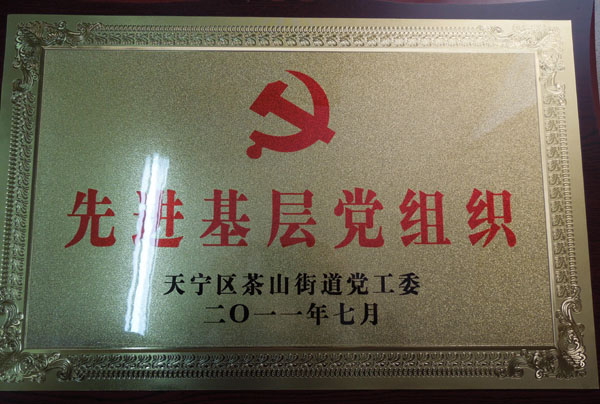 先进基层党组织
天宁区茶山街道党工委
二〇一一年七月